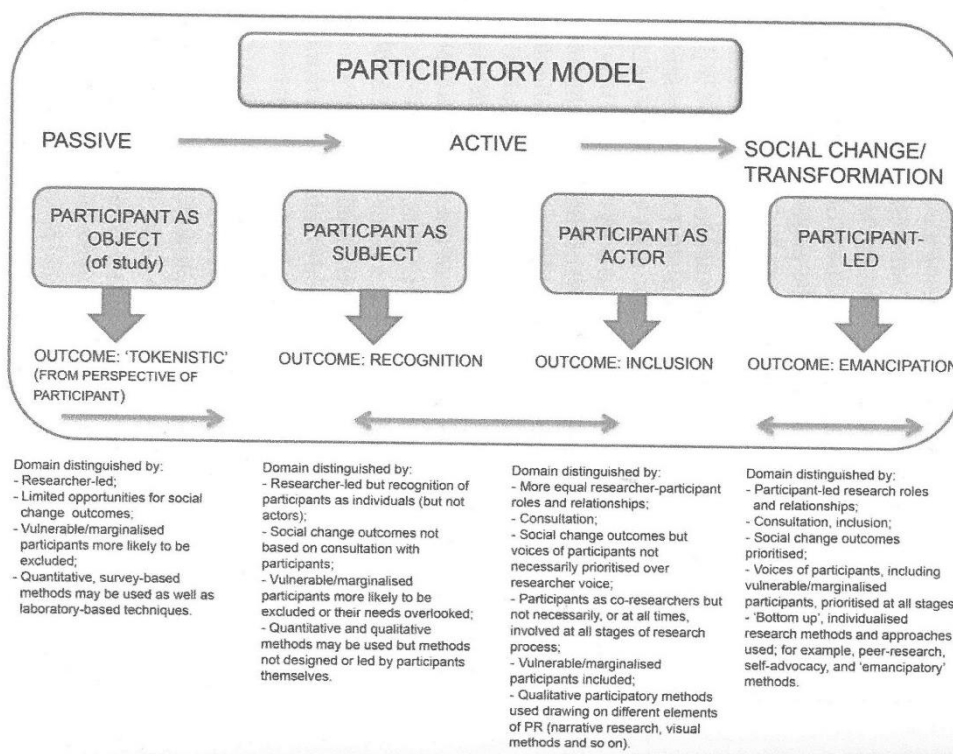 PARTICIPATORY MODEL
PASSIVE
ACTIVE
SOCIAL CHANGE/
TRANSFORMATION
PARTICIPANT AS
OBJECT
(of study)
PARTICPANT AS
SUBJECT
PARTICIPANT AS
ACTOR
PARTICIPANT-
LED
OUTCOME: ‘TOKENISTIC’
(FROM PERSPECTIVE OF
PARTICIPANT)
OUTCOME: RECOGNITION
OUTCOME: INCLUSION
OUTCOME: EMANCIPATION
Domain distinguished by:
- Researcher-led;
- Limited opportunities for social
change outcomes;
- Vulnerable/marginalised
participants more likely to be
excluded;
- Quantitative, survey-based
methods may be used as well as
laboratory-based techniques.
Domain distinguished by:
- Researcher-led but recognition of
participants as individuals (but not
actors);
- Social change outcomes not
based on consultation with
participants;
- Vulnerable/marginalised
participants more likely to be
excluded or their needs overlooked;
- Quantitative and qualitative
methods may be used but methods
not designed or led by participants
themselves.
Domain distinguished by:
- More equal researcher-participant
roles and relationships;
- Consultation;
- Social change outcomes but
voices of participants not
necessarily prioritised over
researcher voice;
- Participants as co-researchers but
not necessarily, or at all times,
involved at all stages of research
process;
- Vulnerable/marginalised
participants included;
- Qualitative participatory methods
used drawing on different elements
of PR (narrative research, visual
methods and so on).
Domain distinguished by:
- Participant-led research roles
and relationships;
- Consultation, inclusion;
- Social change outcomes
prioritised;
- Voices of participants, including
vulnerable/marginalised
participants, prioritised at all stages
- ‘Bottom up’, individualised
research methods and approaches
used; for example, peer-research,
self-advocacy, and ‘emancipatory’
methods.